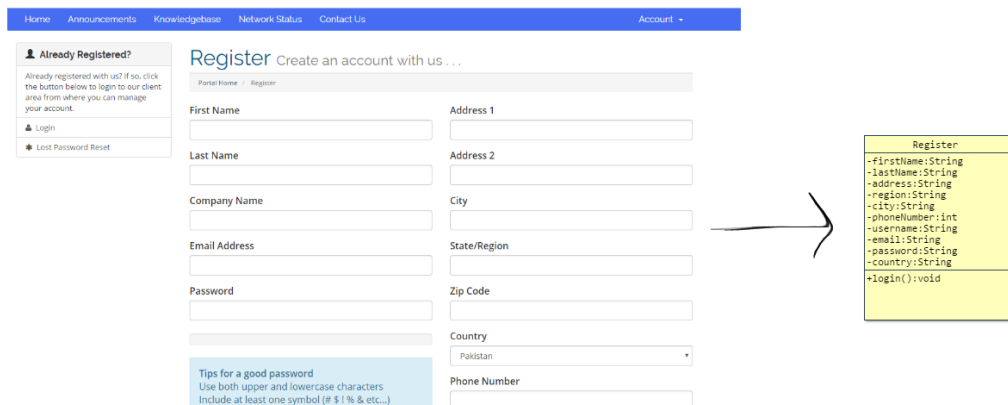 Home Announcements Knowledgebase Network Status Contact Us Account
Already Registered?
Already registered with us? If so, click
the button below to login to our client
area from where you can manage
your account.
Login
Lost Password Reset
Register Create an account with us . . .
Portal Home / Register
First Name
Last Name
Company Name
Email Address
Password
Tips for a good password
Use both upper and lowercase characters
Include at least one symbol (# $ ! % & etc...)
Address 1
Address 2
City
State/Region
Zip Code
Country
Pakistan
Phone Number
Register
-firstName:String
-lastName:String
-address:String
-region:String
-city:String
-phoneNumber:int
-username:String
-email:String
-password:String
-country:String
+login():void